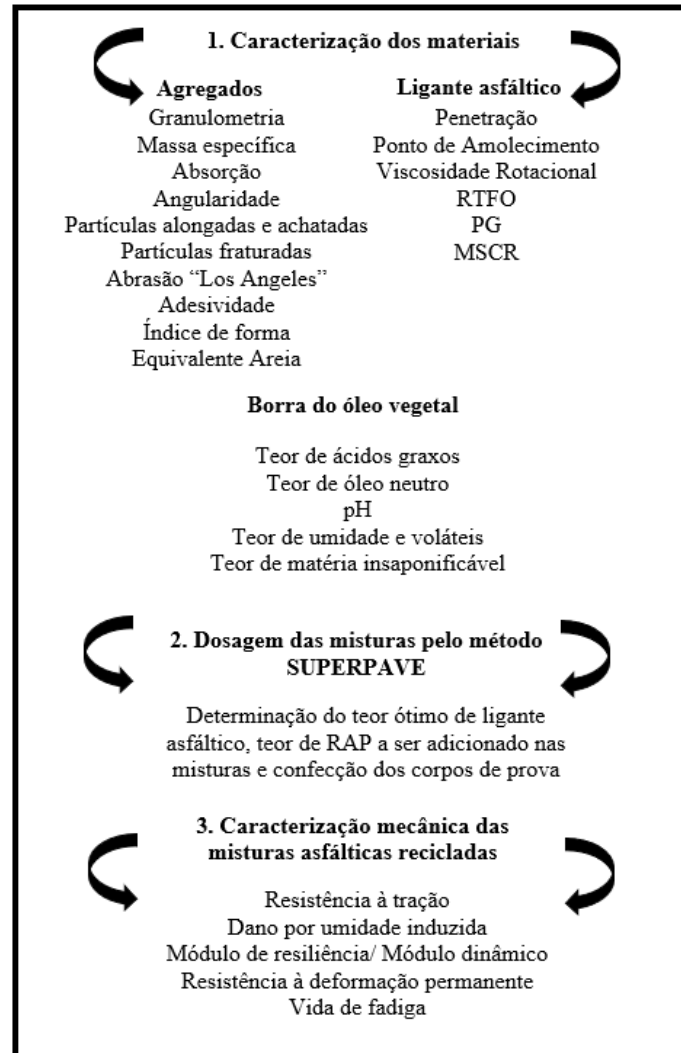 1. Caracterização dos materiais
Agregados
Granulometria
Massa específica
Absorção
Angularidade
Partículas alongadas e achatadas
Partículas fraturadas
Abrasão “Los Angeles”
Adesividade
Índice de forma
Equivalente Areia
Ligante asfáltico
Penetração
Ponto de Amolecimento
Viscosidade Rotacional
RTFO
PG
MSCR
Borra do óleo vegetal
Teor de ácidos graxos
Teor de óleo neutro
pH
Teor de umidade e voláteis
Teor de matéria insaponificável
2. Dosagem das misturas pelo método
SUPERPAVE
Determinação do teor ótimo de ligante
asfáltico, teor de RAP a ser adicionado nas
misturas e confecção dos corpos de prova
3. Caracterização mecânica das
misturas asfálticas recicladas
Resistência à tração
Dano por umidade induzida
Módulo de resiliência/ Módulo dinâmico
Resistência à deformação permanente
Vida de fadiga